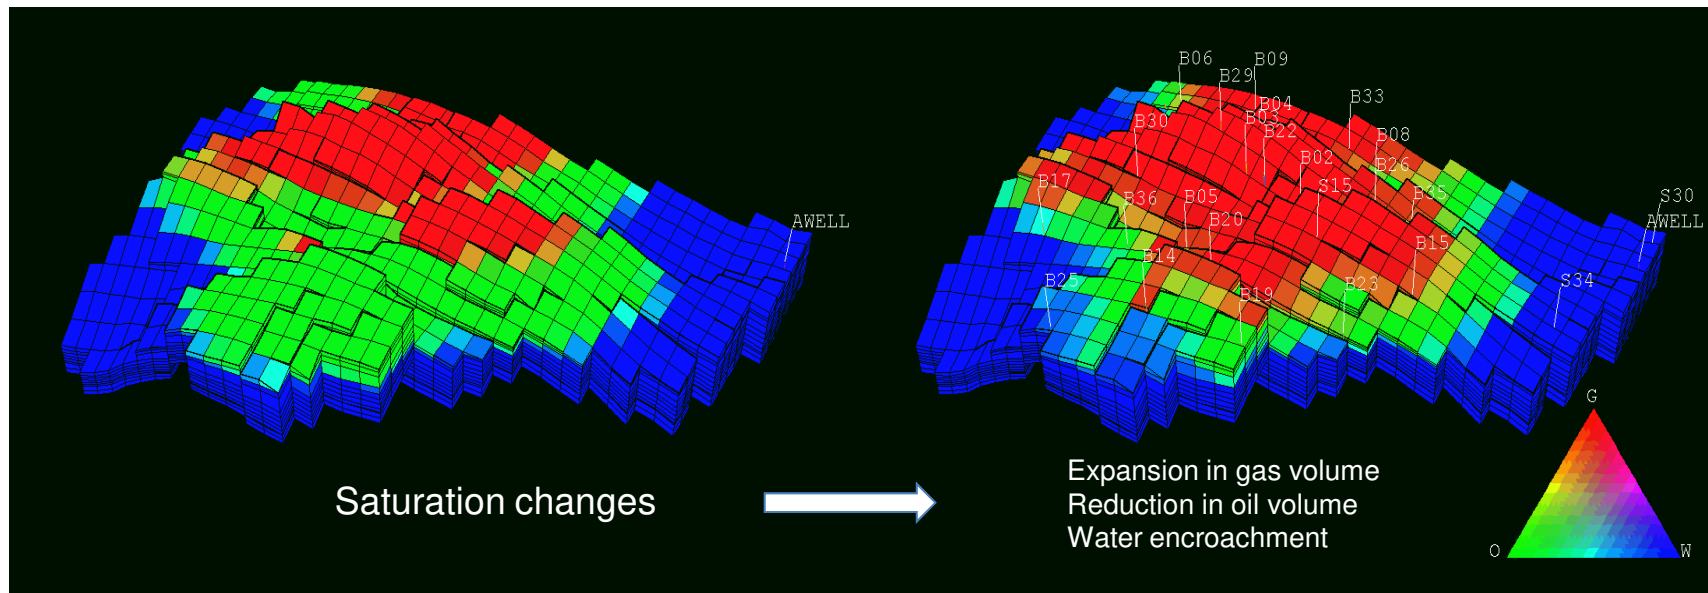 B06
B09
B29
B04
B33
B03
B30
B22
B08
B02
B26
B17
S15
B36
B05
B35
S30
AWELL
AWELL
B20
B15
B14
B25
B23
S34
B19
G
Expansion in gas volume
Saturation changes
Reduction in oil volume
Water encroachment
O
W